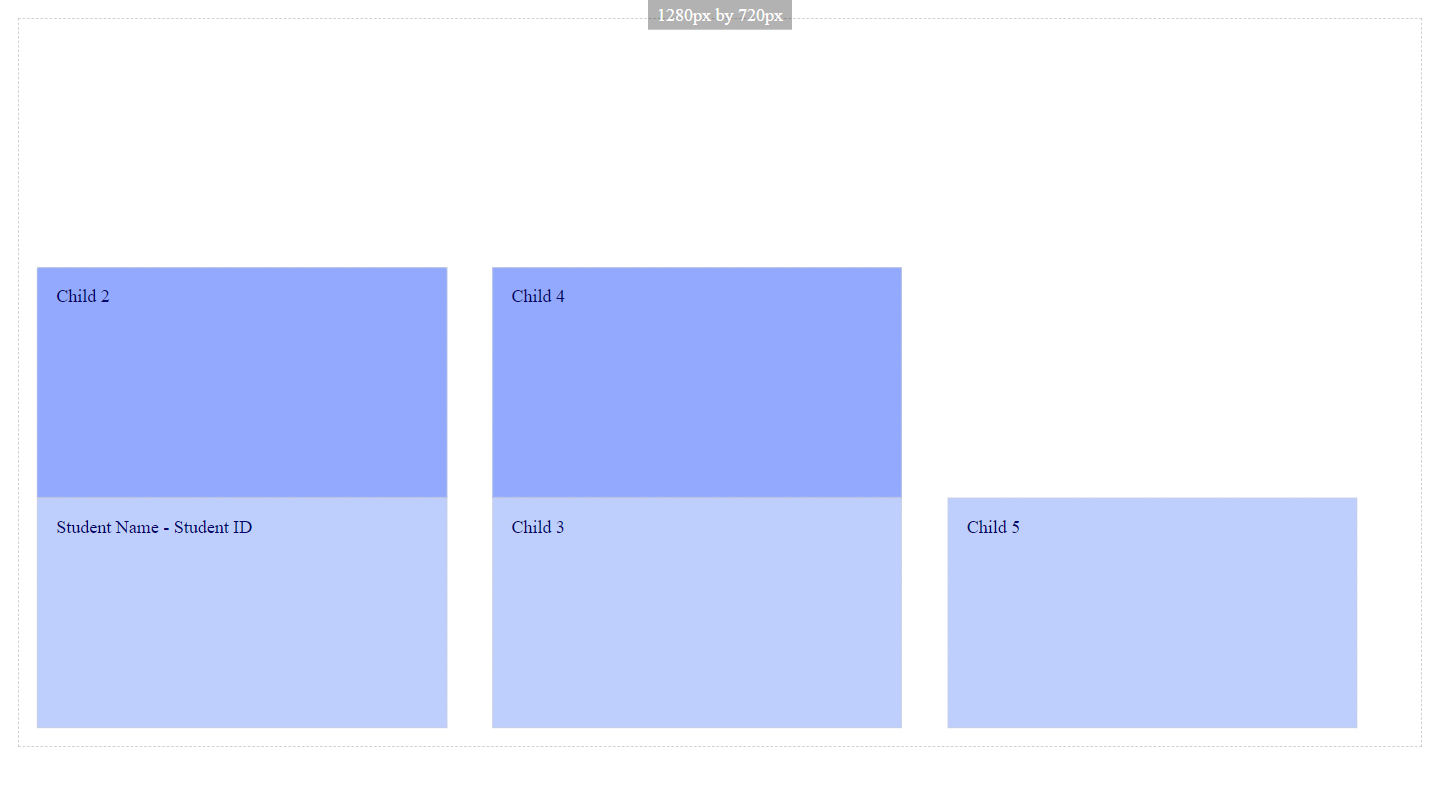 1280px by 720px
Child 2
Child 4
Student Name - Student ID
Child 3
Child 5